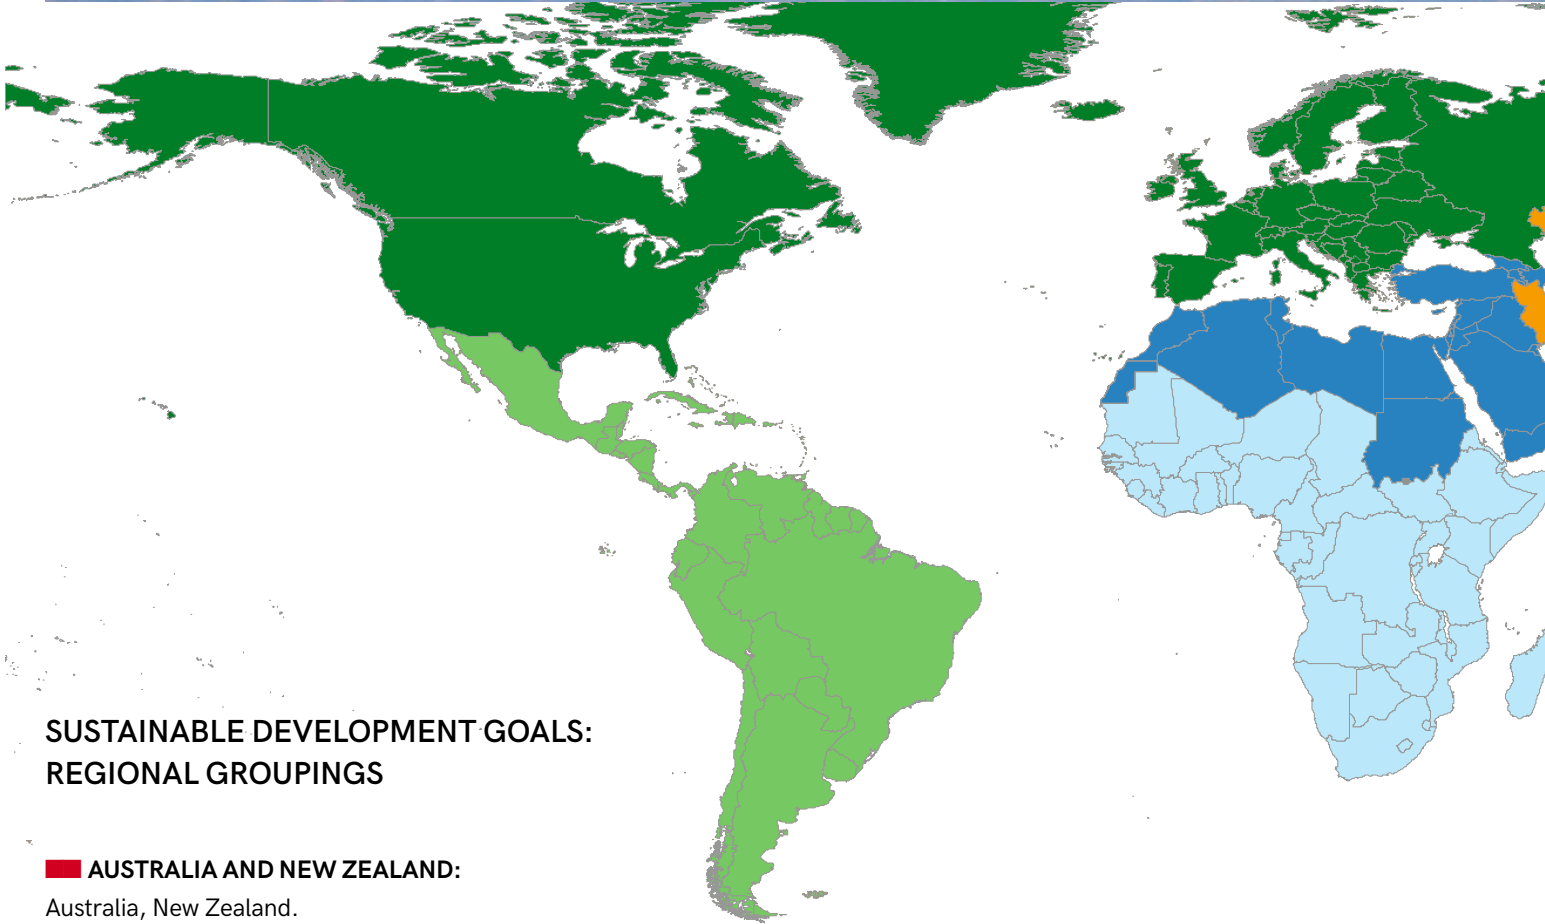 SUSTAINABLE DEVELOPMENT GOALS:
REGIONAL GROUPINGS
AUSTRALIA AND NEW ZEALAND:
Australia, New Zealand.